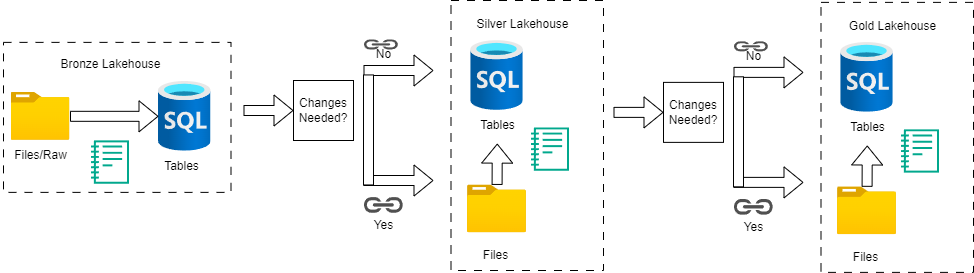 Bronze Lakehouse
Files/Raw
SQL
Tables
Changes
Needed?
No
Yes
Silver Lakehouse
SQL
Tables
Files
Changes
Needed?
No
Yes
Gold Lakehouse
SQL
Tables
Files